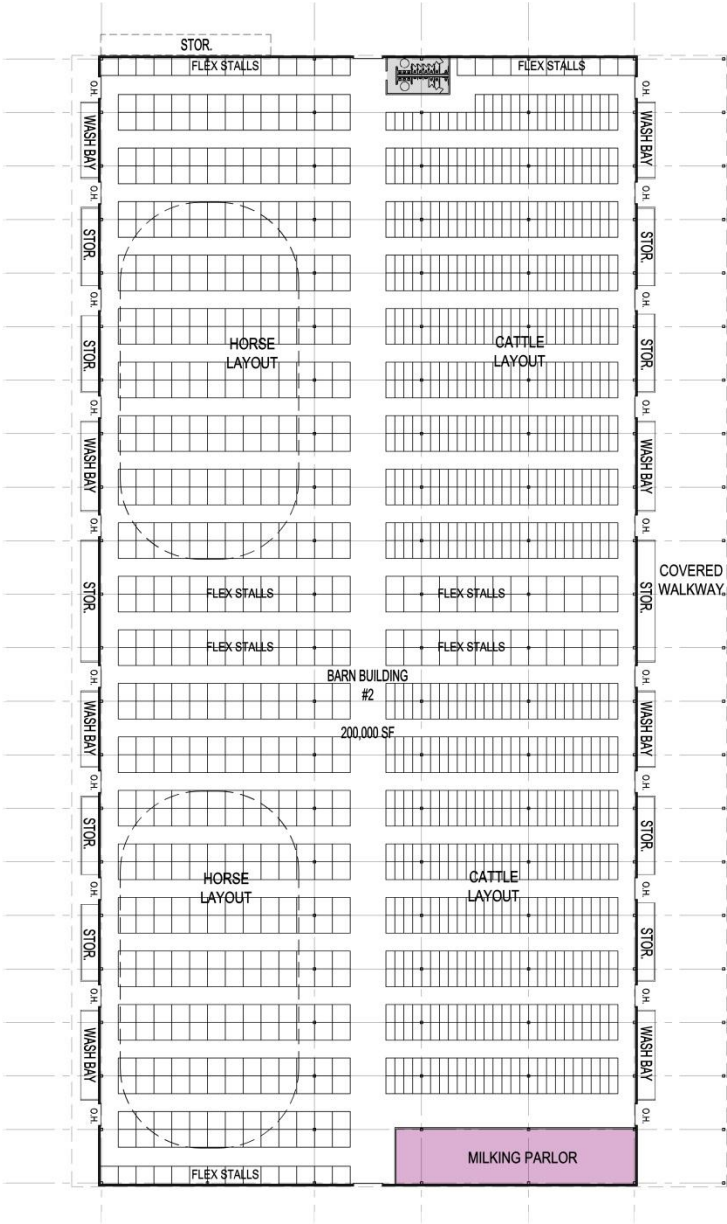 STOR.
FLEX STALLS
FLEX STALLS
O.H.
O.H.
WASH BAY
WASH BAY
O.H.
O.H.
STOR.
STOR.
O.H.
O.H.
HORSE
LAYOUT
CATTLE
LAYOUT
STOR.
STOR.
O.H.
O.H.
WASH BAY
WASH BAY
O.H.
O.H.
STOR.
FLEX STALLS
FLEX STALLS
STOR.
COVERED
WALKWAY
FLEX STALLS
FLEX STALLS
O.H.
BARN BUILDING
#2
O.H.
WASH BAY
200,000 SF
WASH BAY
O.H.
O.H.
STOR.
STOR.
HORSE
LAYOUT
CATTLE
LAYOUT
O.H.
O.H.
STOR.
STOR.
O.H.
O.H.
WASH BAY
WASH BAY
O.H.
O.H.
MILKING PARLOR
FLEX STALLS